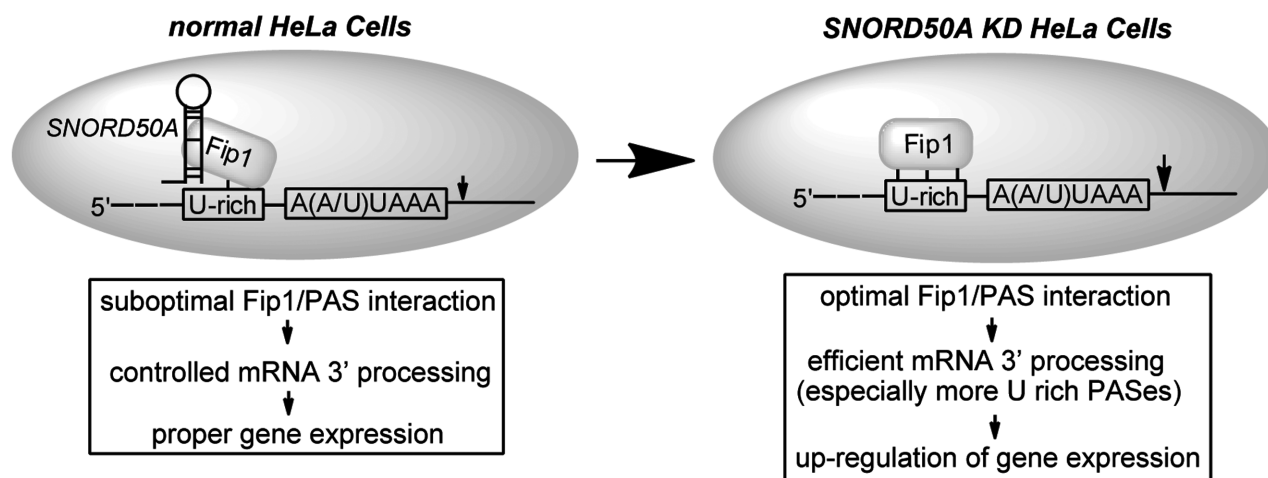 normal HeLa Cells
SNORD50A
Fip1
5'
U-rich
A(A/U)UAAA
suboptimal Fip1/PAS interaction
controlled mRNA 3' processing
proper gene expression
SNORD50A KD HeLa Cells
Fip1
5'
U-rich
A(A/U)UAAA
optimal Fip1/PAS interaction
efficient mRNA 3' processing
(especially more U rich PASes)
up-regulation of gene expression